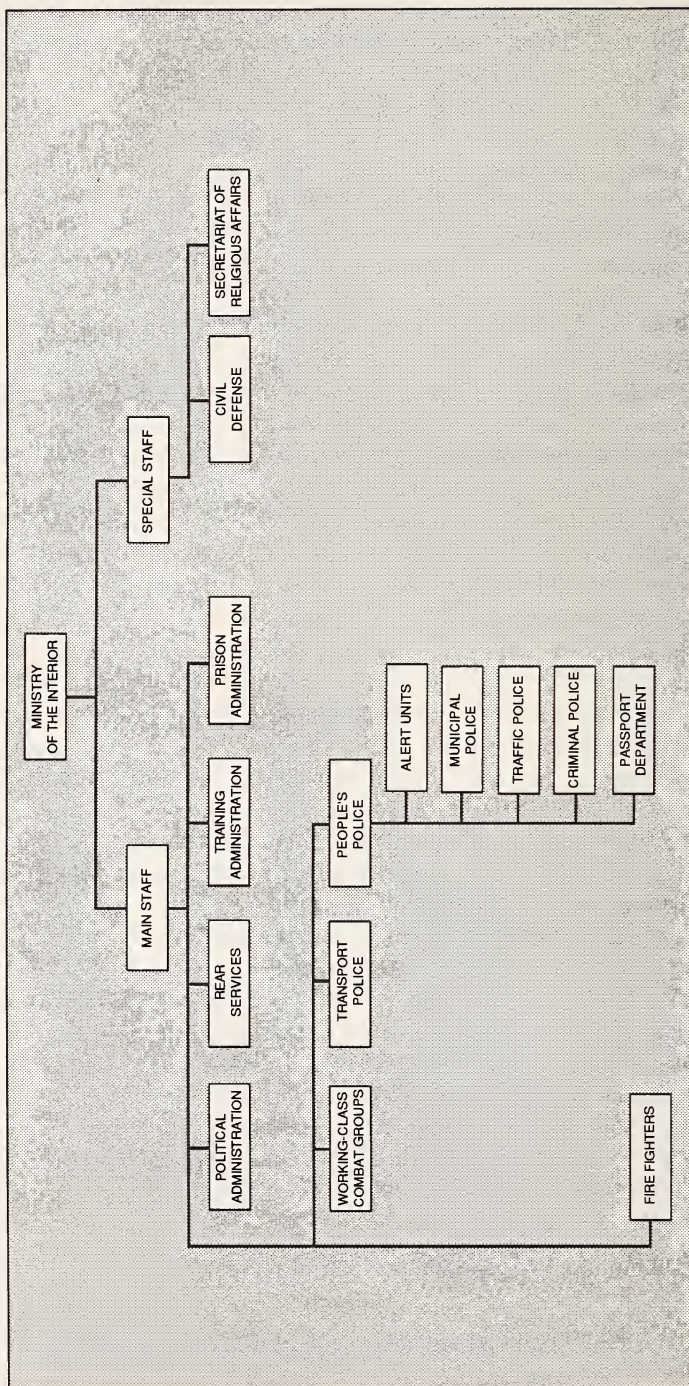 MINISTRY
OF THE INTERIOR
MAIN STAFF
SPECIAL STAFF
POLITICAL
ADMINISTRATION
REAR
SERVICES
TRAINING
ADMINISTRATION
PRISON
ADMINISTRATION
CIVIL
DEFENSE
SECRETARIAT OF
RELIGIOUS AFFAIRS
WORKING-CLASS
COMBAT GROUPS
TRANSPORT
POLICE
PEOPLE'S
POLICE
ALERT UNITS
MUNICIPAL
POLICE
TRAFFIC POLICE
CRIMINAL POLICE
PASSPORT
DEPARTMENT
FIRE FIGHTERS